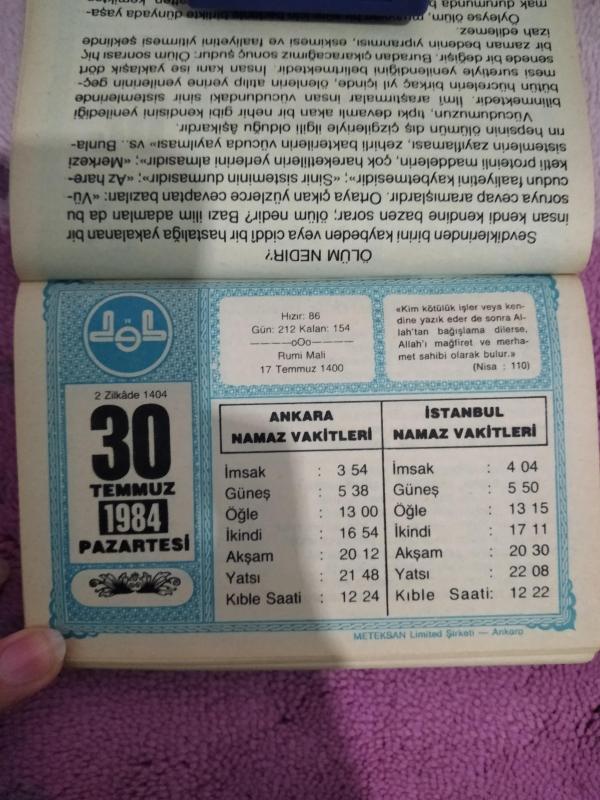 ÖLÜM NEDİR?
Sevdiklerinden birini kaybeden veya ciddî bir hastalığa yakalanan bir
insan kendi kendine bazen sorar; ölüm nedir? Bazı ilim adamları da bu
soruya cevap aramışlardır. Ortaya çıkan yüzlerce cevaptan bazıları: «Vü-
cudun faaliyetini kaybetmesidir»; «Sinir sisteminin durmasıdır»; «Az hare-
ketli proteinli maddelerin, çok hareketlilerin yerlerini almasıdır»; «Merkezi
sistemlerin zayıflaması, zehirli bakterilerin vücuda yayılması» vs.. Bunla-
rın hepsinin ölümün dış çizgileriyle ilgili olduğu âşikardır.
Vücudumuzun, tıpkı devamlı akan bir nehir gibi kendisini yenilediği
bilinmektedir. İlmî araştırmalar insan vücudundaki sinir sistemlerinde
bütün hücrelerin birkaç yıl içinde, ölenlerin atılıp yerine yenilerinin geç-
mesi suretiyle yenilendiğini belirtmektedir. İnsan kanı ise yaklaşık dört
senede bir değişir. Buradan çıkaracağımız sonuç şudur: Ölüm sonrası hiç
bir zaman bedenin yıpranması, eskimesi ve faaliyetini yitirmesi şeklinde
izah edilemez.
Öyleyse ölüm, birlikte dünyada yaşa-
mak durumunda
2 Zilkâde 1404
30
TEMMUZ
1984
PAZARTESİ
Hızır: 86
Gün: 212 Kalan: 154
—————oOo—————
Rumi Mali
17 Temmuz 1400
«Kim kötülük işler veya ken-
dine yazık eder de sonra Al-
lah'tan bağışlama dilerse,
Allah'ı mağfiret ve merha-
met sahibi olarak bulur.»
(Nisa : 110)
ANKARA
NAMAZ VAKİTLERİ
İmsak : 3 54
Güneş : 5 38
Öğle : 13 00
İkindi : 16 54
Akşam : 20 12
Yatsı : 21 48
Kıble Saati : 12 24
İSTANBUL
NAMAZ VAKİTLERİ
İmsak : 4 04
Güneş : 5 50
Öğle : 13 15
İkindi : 17 11
Akşam : 20 30
Yatsı : 22 08
Kıble Saati: 12 22
METEKSAN Limited Şirketi — Ankara